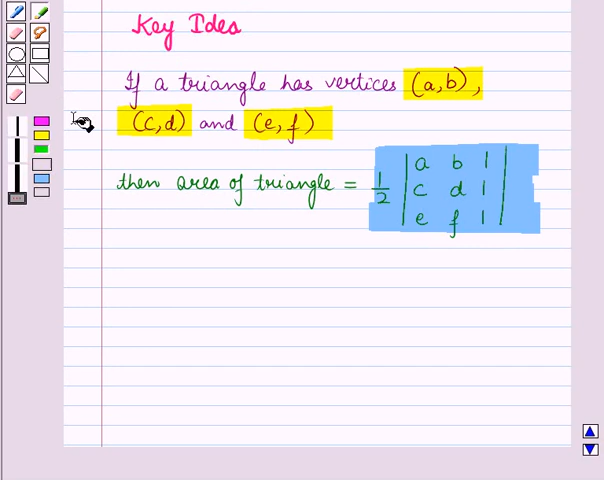 Key Idea
If a triangle has vertices (a,b),
(c,d) and (e,f)
then area of triangle = 1/2 | a b 1 |
| c d 1 |
| e f 1 |